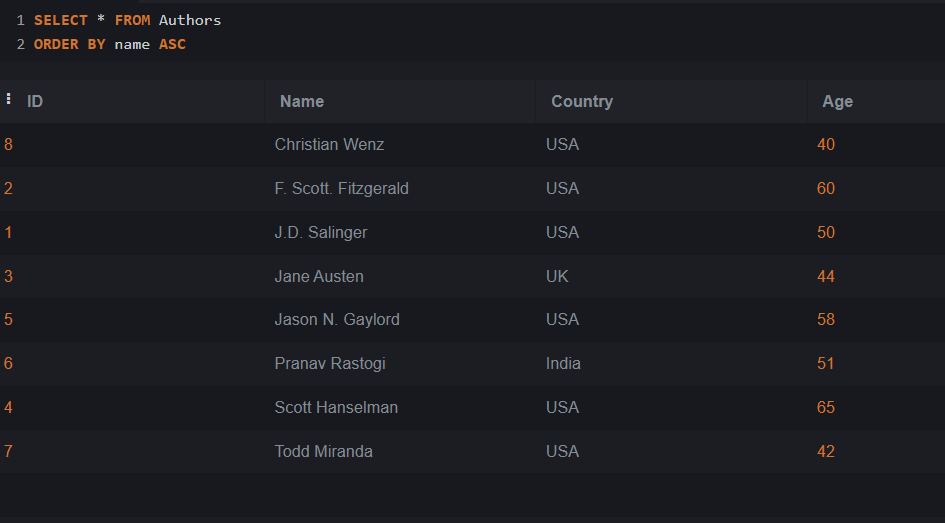 1 SELECT * FROM Authors
2 ORDER BY name ASC
ID Name Country Age
8 Christian Wenz USA 40
2 F. Scott. Fitzgerald USA 60
1 J.D. Salinger USA 50
3 Jane Austen UK 44
5 Jason N. Gaylord USA 58
6 Pranav Rastogi India 51
4 Scott Hanselman USA 65
7 Todd Miranda USA 42